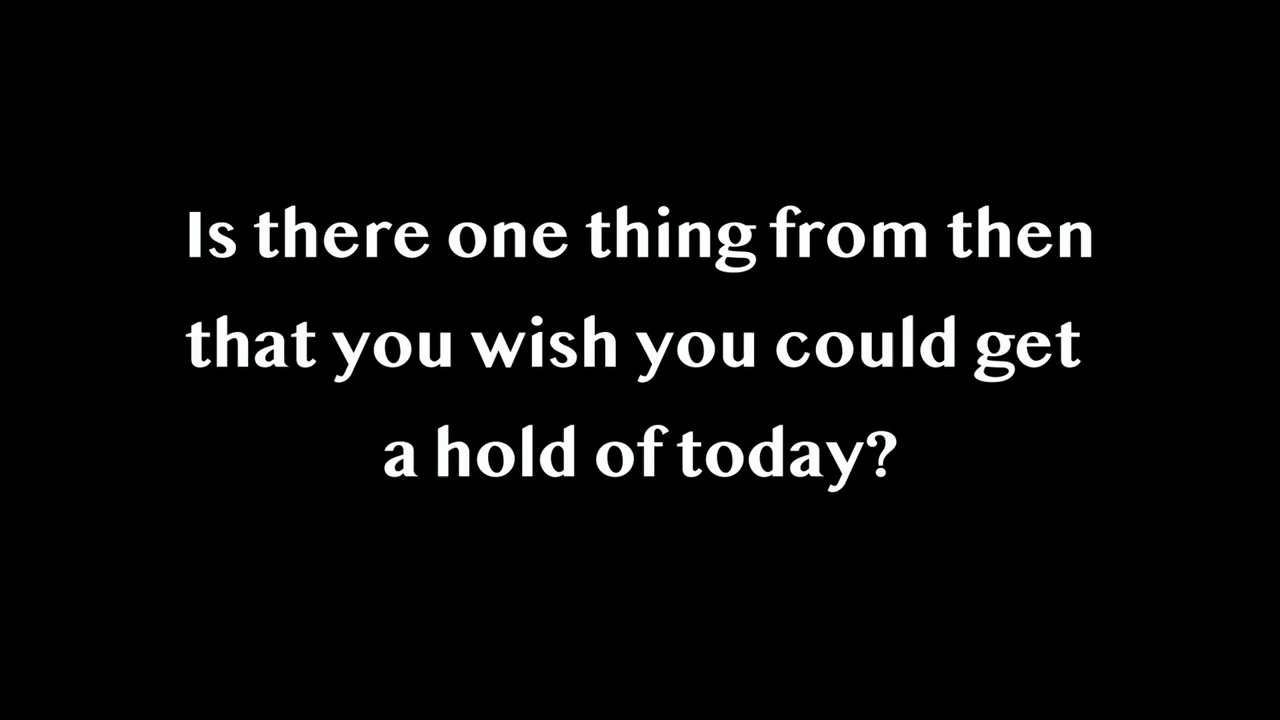 Is there one thing from then
that you wish you could get
a hold of today?